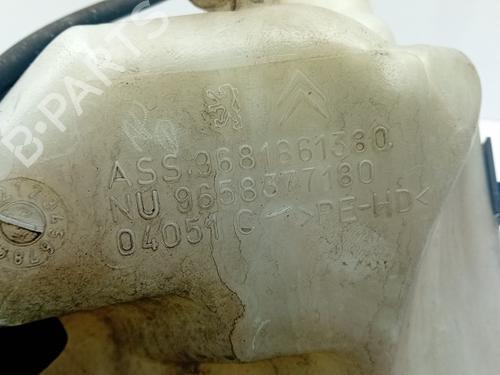 B-PARTS
ASS.9681861380
NU 9658377180
04051 C >PE-HD<